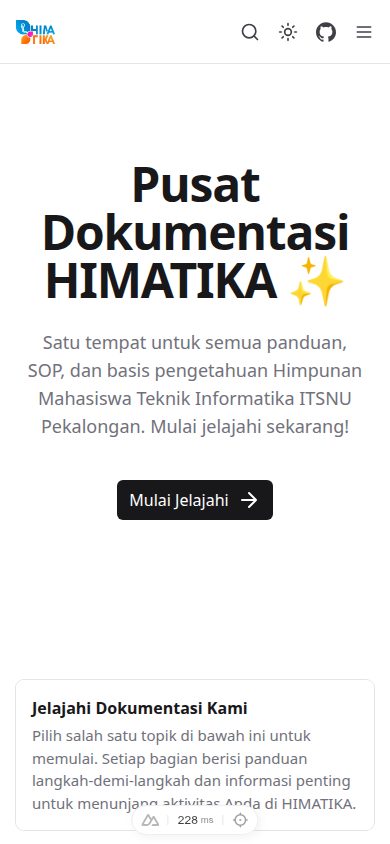 HIMA
TIKA
Pusat
Dokumentasi
HIMATIKA ✨
Satu tempat untuk semua panduan,
SOP, dan basis pengetahuan Himpunan
Mahasiswa Teknik Informatika ITSNU
Pekalongan. Mulai jelajahi sekarang!
Mulai Jelajahi
Jelajahi Dokumentasi Kami
Pilih salah satu topik di bawah ini untuk
memulai. Setiap bagian berisi panduan
langkah-demi-langkah dan informasi penting
untuk menunjang aktivitas Anda di HIMATIKA.
228 ms